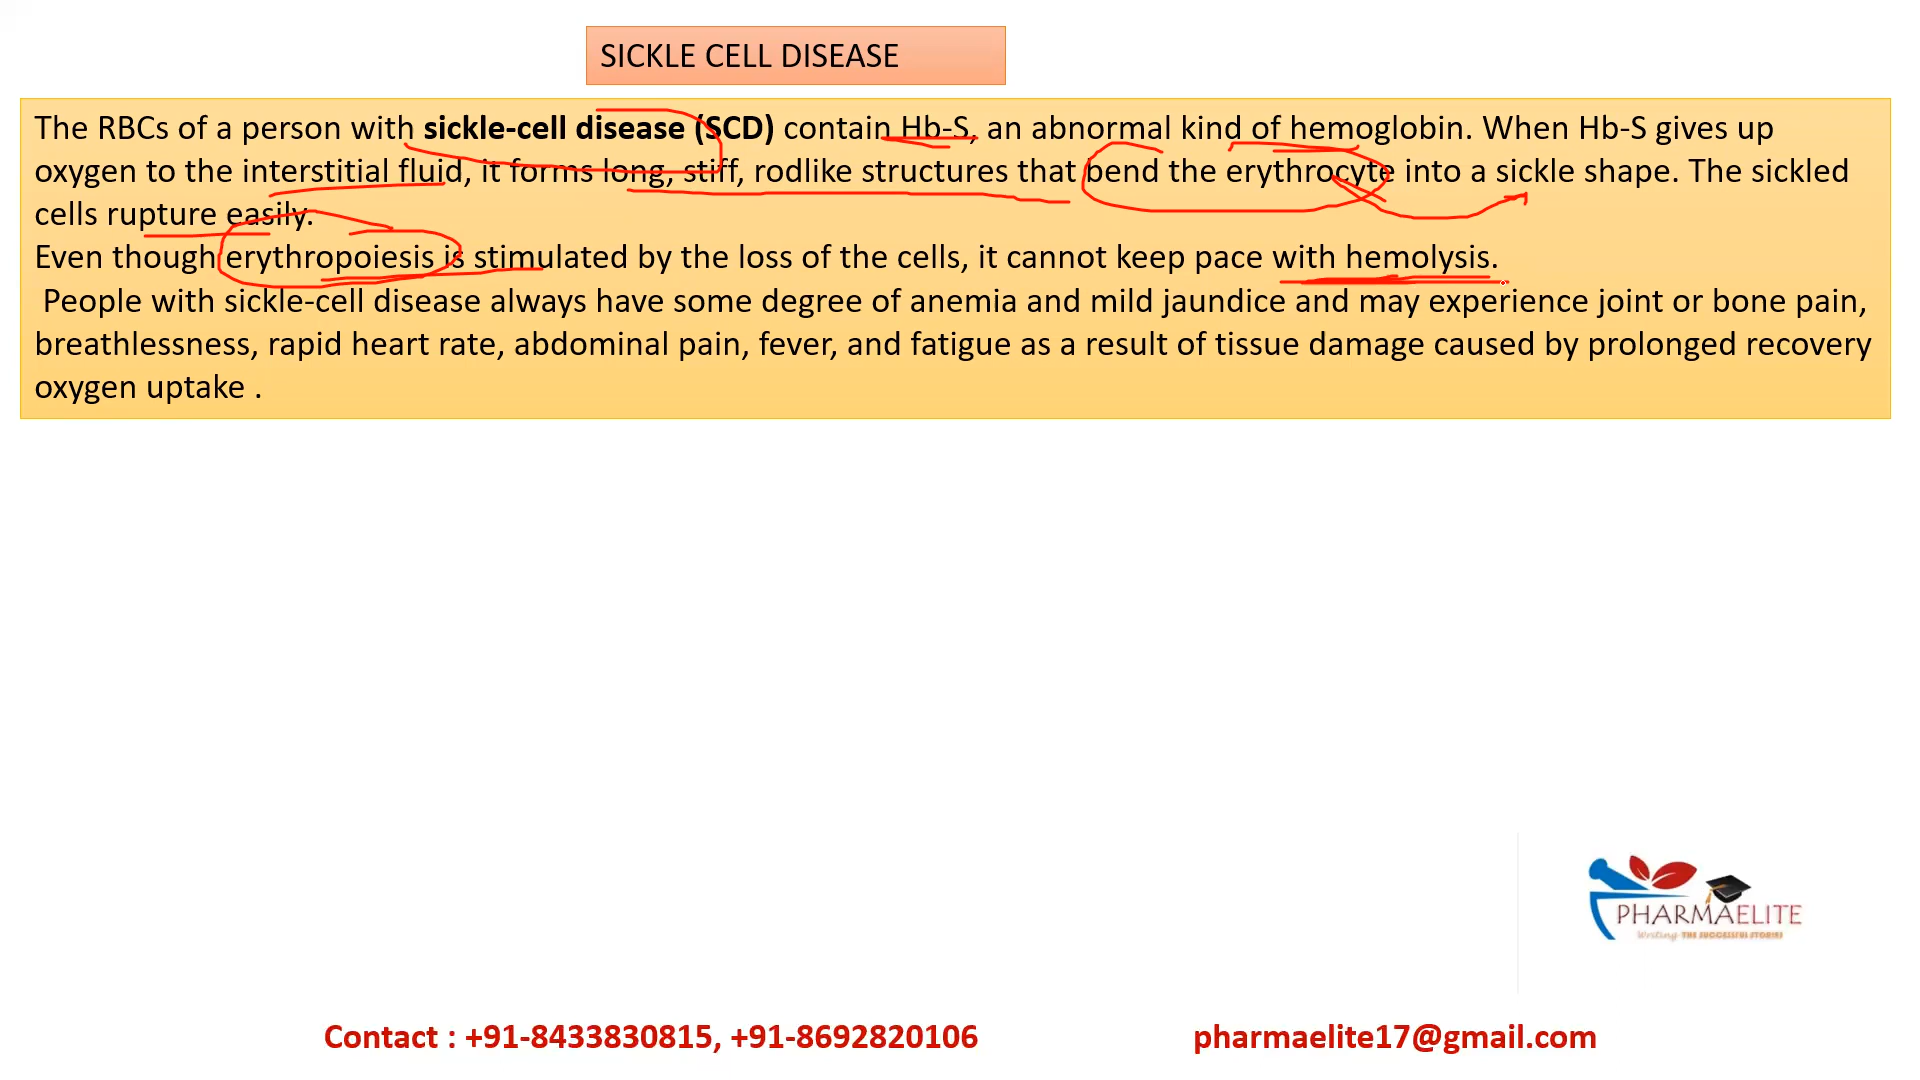 SICKLE CELL DISEASE
The RBCs of a person with sickle-cell disease (SCD) contain Hb-S, an abnormal kind of hemoglobin. When Hb-S gives up
oxygen to the interstitial fluid, it forms long, stiff, rodlike structures that bend the erythrocyte into a sickle shape. The sickled
cells rupture easily.
Even though erythropoiesis is stimulated by the loss of the cells, it cannot keep pace with hemolysis.
People with sickle-cell disease always have some degree of anemia and mild jaundice and may experience joint or bone pain,
breathlessness, rapid heart rate, abdominal pain, fever, and fatigue as a result of tissue damage caused by prolonged recovery
oxygen uptake .
PHARMAELITE
Writing THE SUCCESSFUL STORIES
Contact : +91-8433830815, +91-8692820106
pharmaelite17@gmail.com